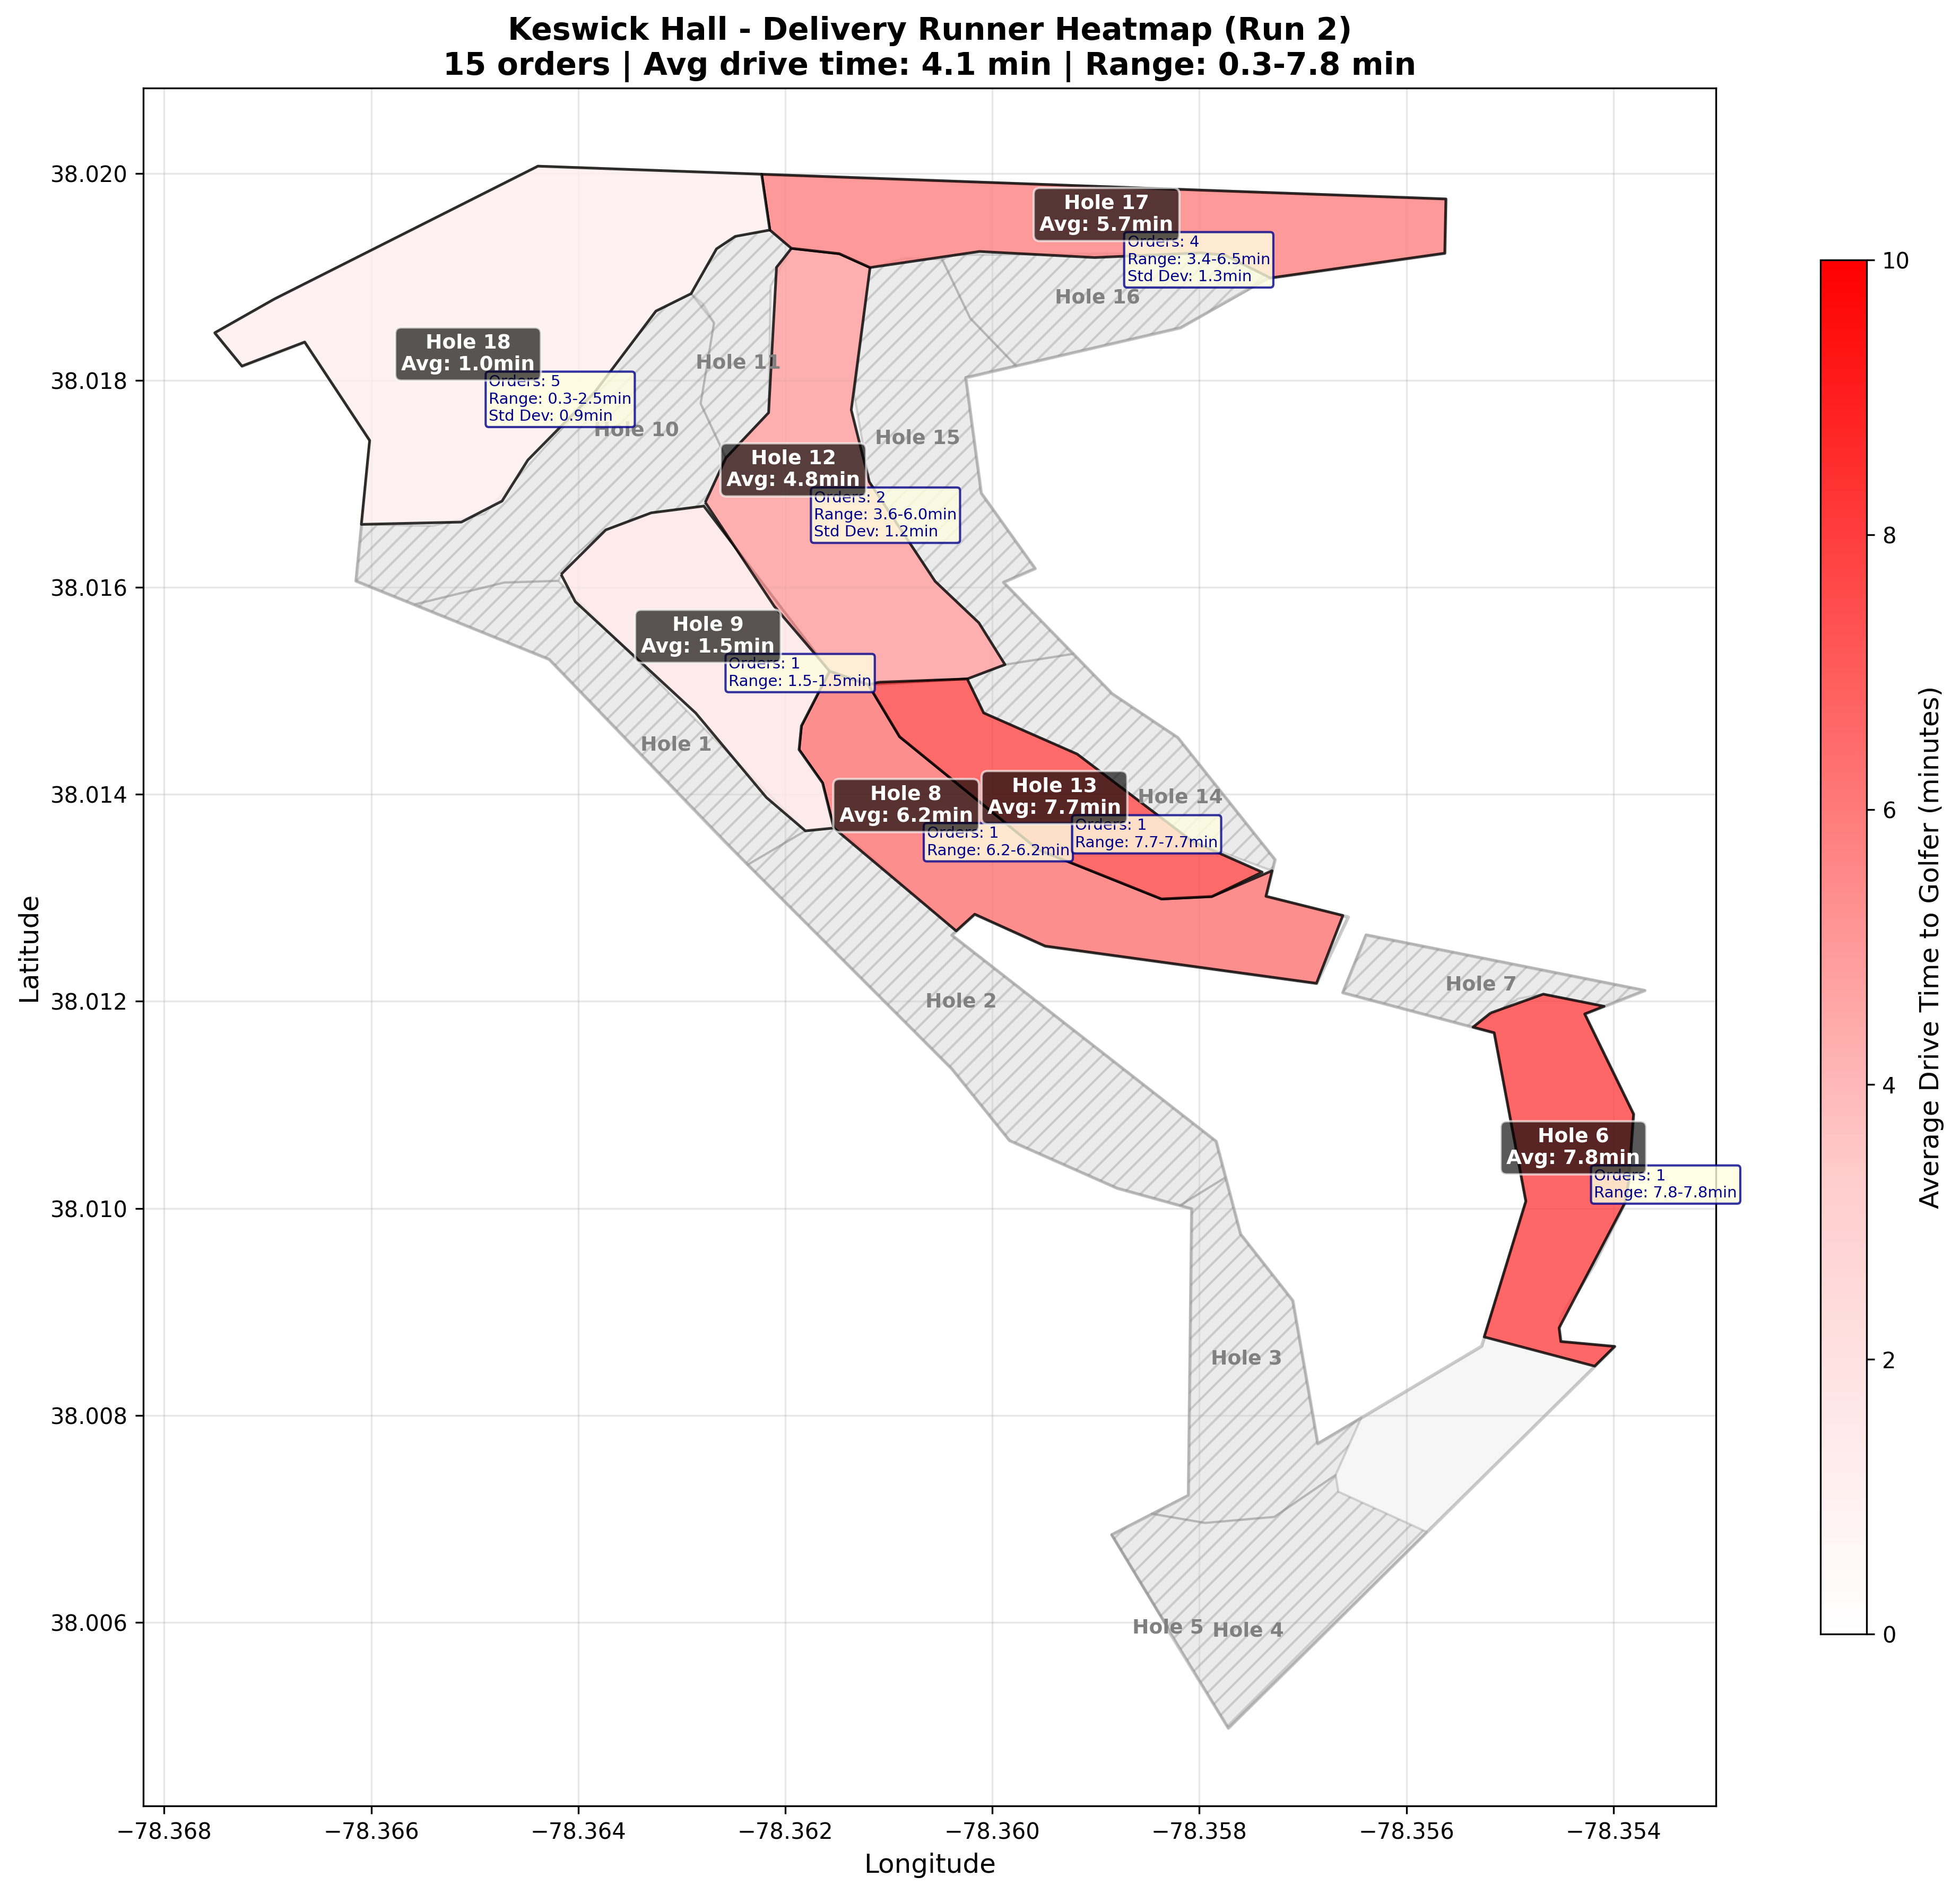 Keswick Hall - Delivery Runner Heatmap (Run 2)
15 orders | Avg drive time: 4.1 min | Range: 0.3-7.8 min
38.020
38.018
38.016
38.014
38.012
38.010
38.008
38.006
Latitude
Hole 17
Avg: 5.7min
Orders: 4
Range: 3.4-6.5min
Std Dev: 1.3min
Hole 16
Hole 18
Avg: 1.0min
Orders: 5
Range: 0.3-2.5min
Std Dev: 0.9min
Hole 11
Hole 10
Hole 15
Hole 12
Avg: 4.8min
Orders: 2
Range: 3.6-6.0min
Std Dev: 1.2min
Hole 9
Avg: 1.5min
Orders: 1
Range: 1.5-1.5min
Hole 1
Hole 8
Avg: 6.2min
Orders: 1
Range: 6.2-6.2min
Hole 13
Avg: 7.7min
Orders: 1
Range: 7.7-7.7min
Hole 14
Hole 2
Hole 7
Hole 6
Avg: 7.8min
Orders: 1
Range: 7.8-7.8min
Hole 3
Hole 5
Hole 4
−78.368
−78.366
−78.364
−78.362
−78.360
−78.358
−78.356
−78.354
Longitude
10
8
6
4
2
0
Average Drive Time to Golfer (minutes)